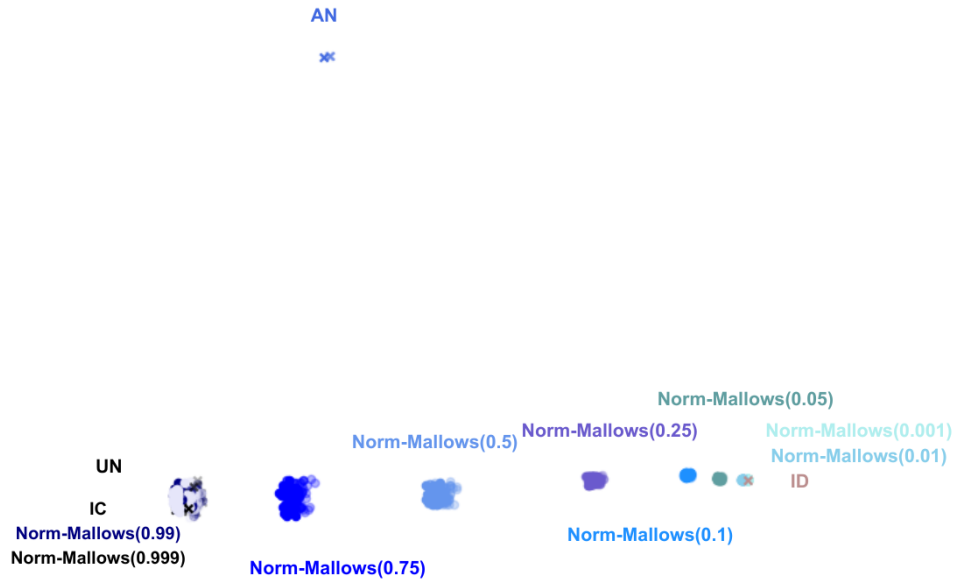 AN
Norm-Mallows(0.05)
Norm-Mallows(0.25)
Norm-Mallows(0.001)
Norm-Mallows(0.5)
Norm-Mallows(0.01)
UN
ID
IC
Norm-Mallows(0.99)
Norm-Mallows(0.1)
Norm-Mallows(0.999)
Norm-Mallows(0.75)